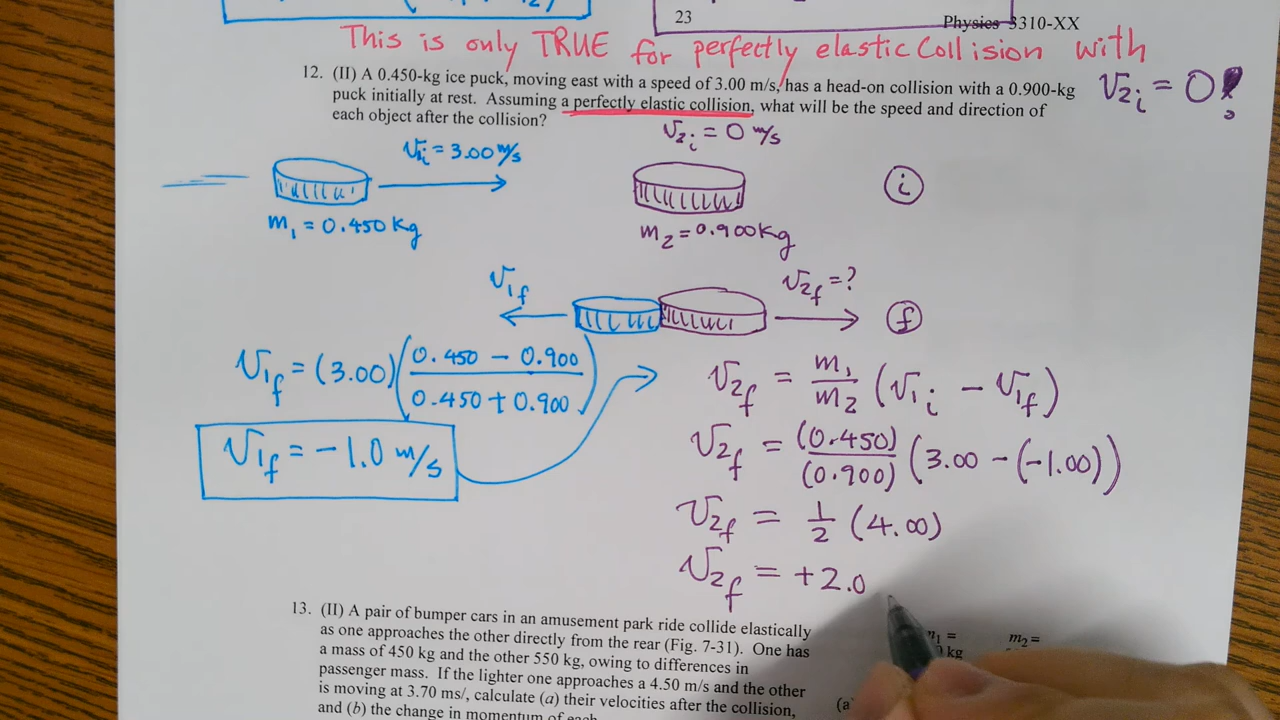 23
Physics 3310-XX
This is only TRUE for perfectly elastic Collision with
V2i = 0!
12. (II) A 0.450-kg ice puck, moving east with a speed of 3.00 m/s, has a head-on collision with a 0.900-kg
puck initially at rest. Assuming a perfectly elastic collision, what will be the speed and direction of
each object after the collision?
V1i = 3.00 m/s
V2i = 0 m/s
i
m1 = 0.450 kg
m2 = 0.900 kg
V1f
V2f = ?
f
V1f = (3.00) (0.450 - 0.900 / 0.450 + 0.900)
V1f = -1.0 m/s
V2f = m1/m2 (V1i - V1f)
V2f = (0.450)/(0.900) (3.00 - (-1.00))
V2f = 1/2 (4.00)
V2f = +2.0
13. (II) A pair of bumper cars in an amusement park ride collide elastically
as one approaches the other directly from the rear (Fig. 7-31). One has
a mass of 450 kg and the other 550 kg, owing to differences in
passenger mass. If the lighter one approaches a 4.50 m/s and the other
is moving at 3.70 ms/, calculate (a) their velocities after the collision,
and (b) the change in momentum of each
m2 =
kg
(a